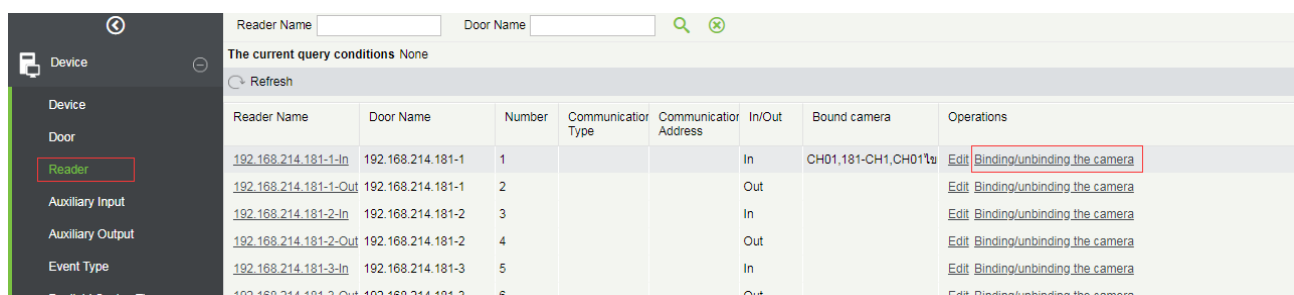 Reader Name Door Name
The current query conditions None
Refresh
Device
Device
Door
Reader
Auxiliary Input
Auxiliary Output
Event Type
Reader Name Door Name Number Communication Type Communication Address In/Out Bound camera Operations
192.168.214.181-1-In 192.168.214.181-1 1 In CH01,181-CH1,CH01 Edit Binding/unbinding the camera
192.168.214.181-1-Out 192.168.214.181-1 2 Out Edit Binding/unbinding the camera
192.168.214.181-2-In 192.168.214.181-2 3 In Edit Binding/unbinding the camera
192.168.214.181-2-Out 192.168.214.181-2 4 Out Edit Binding/unbinding the camera
192.168.214.181-3-In 192.168.214.181-3 5 In Edit Binding/unbinding the camera